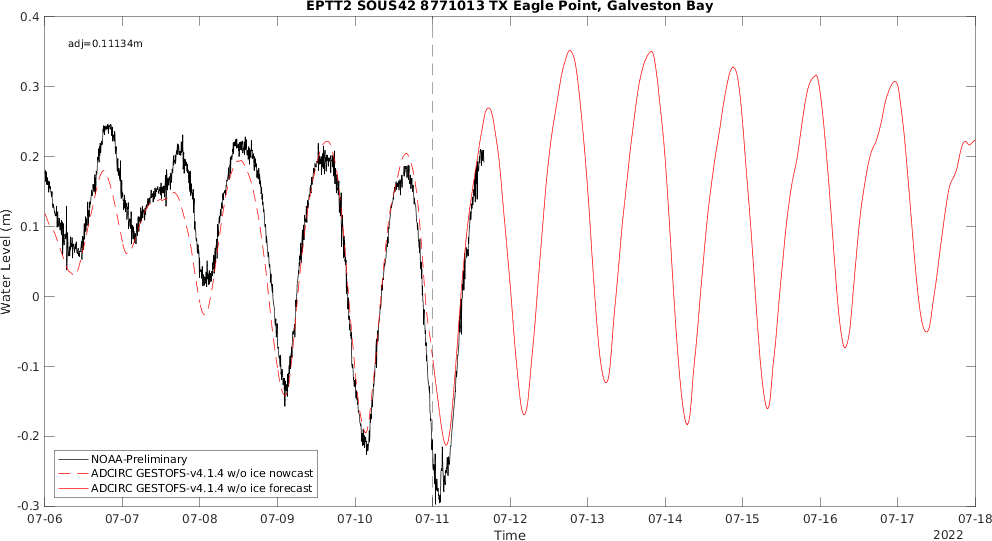 EPTT2 SOUS42 8771013 TX Eagle Point, Galveston Bay
adj=0.11134m
0.4
0.3
0.2
0.1
0
-0.1
-0.2
-0.3
Water Level (m)
NOAA-Preliminary
ADCIRC GESTOFS-v4.1.4 w/o ice nowcast
ADCIRC GESTOFS-v4.1.4 w/o ice forecast
07-06 07-07 07-08 07-09 07-10 07-11 07-12 07-13 07-14 07-15 07-16 07-17 07-18
Time
2022